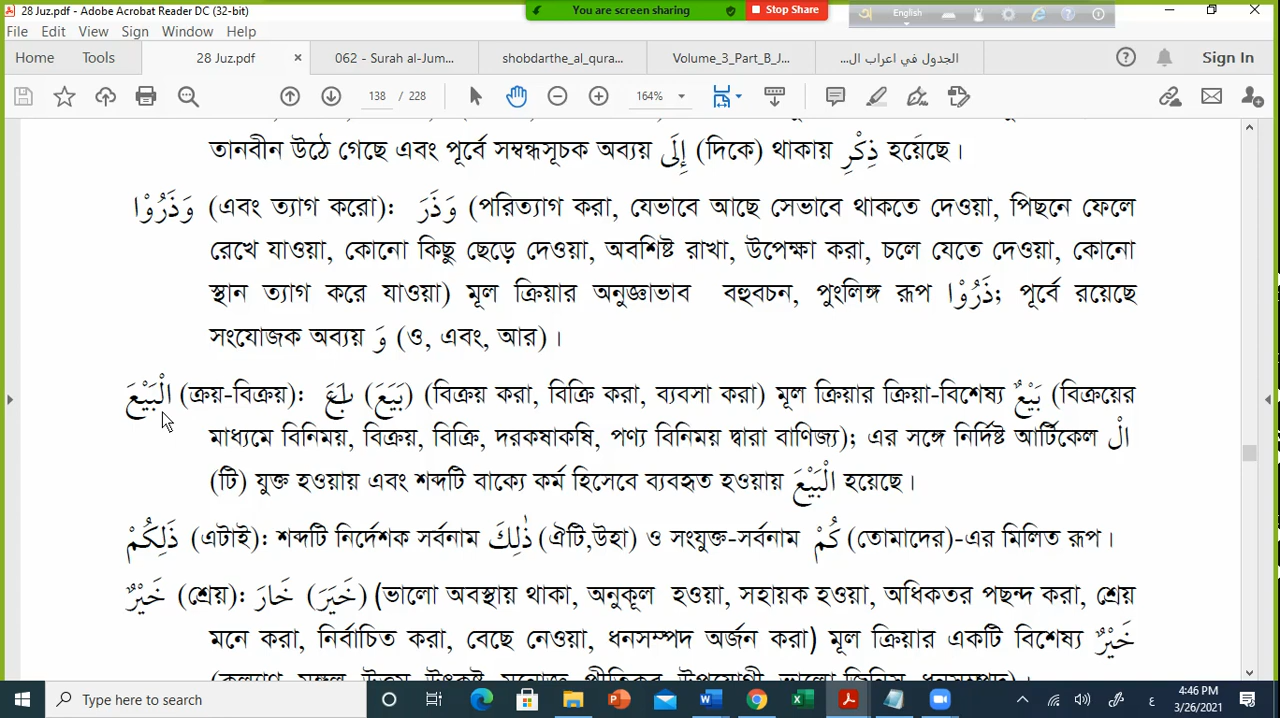 28 Juz.pdf - Adobe Acrobat Reader DC (32-bit)
You are screen sharing
Stop Share
English
File Edit View Sign Window Help
Home Tools 28 Juz.pdf 062 - Surah al-Jum... shobdarthe_al_qura... Volume_3_Part_B_J... الجدول في اعراب ال... Sign In
138 / 228 164%
তানবীন উঠে গেছে এবং পূর্বে সম্বন্ধসূচক অব্যয় إِلَى (দিকে) থাকায় ذِكْرِ হয়েছে।
وَذَرُوْا (এবং ত্যাগ করো): وَذَرَ (পরিত্যাগ করা, যেভাবে আছে সেভাবে থাকতে দেওয়া, পিছনে ফেলে
রেখে যাওয়া, কোনো কিছু ছেড়ে দেওয়া, অবশিষ্ট রাখা, উপেক্ষা করা, চলে যেতে দেওয়া, কোনো
স্থান ত্যাগ করে যাওয়া) মূল ক্রিয়ার অনুজ্ঞাভাব বহুবচন, পুংলিঙ্গ রূপ ذَرُوْا; পূর্বে রয়েছে
সংযোজক অব্যয় وَ (ও, এবং, আর)।
الْبَيْعَ (ক্রয়-বিক্রয়): بَاعَ (بَيَعَ) (বিক্রয় করা, বিক্রি করা, ব্যবসা করা) মূল ক্রিয়ার ক্রিয়া-বিশেষ্য بَيْعٌ (বিক্রয়ের
মাধ্যমে বিনিময়, বিক্রয়, বিক্রি, দরকষাকষি, পণ্য বিনিময় দ্বারা বাণিজ্য); এর সঙ্গে নির্দিষ্ট আর্টিকেল الْ
(টি) যুক্ত হওয়ায় এবং শব্দটি বাক্যে কর্ম হিসেবে ব্যবহৃত হওয়ায় الْبَيْعَ হয়েছে।
ذَلِكُمْ (এটাই): শব্দটি নির্দেশক সর্বনাম ذٰلِكَ (ঐটি,উহা) ও সংযুক্ত-সর্বনাম كُمْ (তোমাদের)-এর মিলিত রূপ।
خَيْرٌ (শ্রেয়): خَارَ (خَيَرَ) (ভালো অবস্থায় থাকা, অনুকূল হওয়া, সহায়ক হওয়া, অধিকতর পছন্দ করা, শ্রেয়
মনে করা, নির্বাচিত করা, বেছে নেওয়া, ধনসম্পদ অর্জন করা) মূল ক্রিয়ার একটি বিশেষ্য خَيْرٌ
Type here to search
4:46 PM
3/26/2021